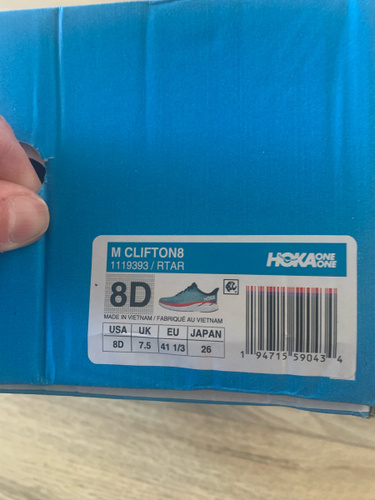 M CLIFTON8
1119393 / RTAR
HOKA ONE ONE
8D
MADE IN VIETNAM / FABRIQUÉ AU VIETNAM
USA UK EU JAPAN
8D 7.5 41 1/3 26
1 94715 59043 4